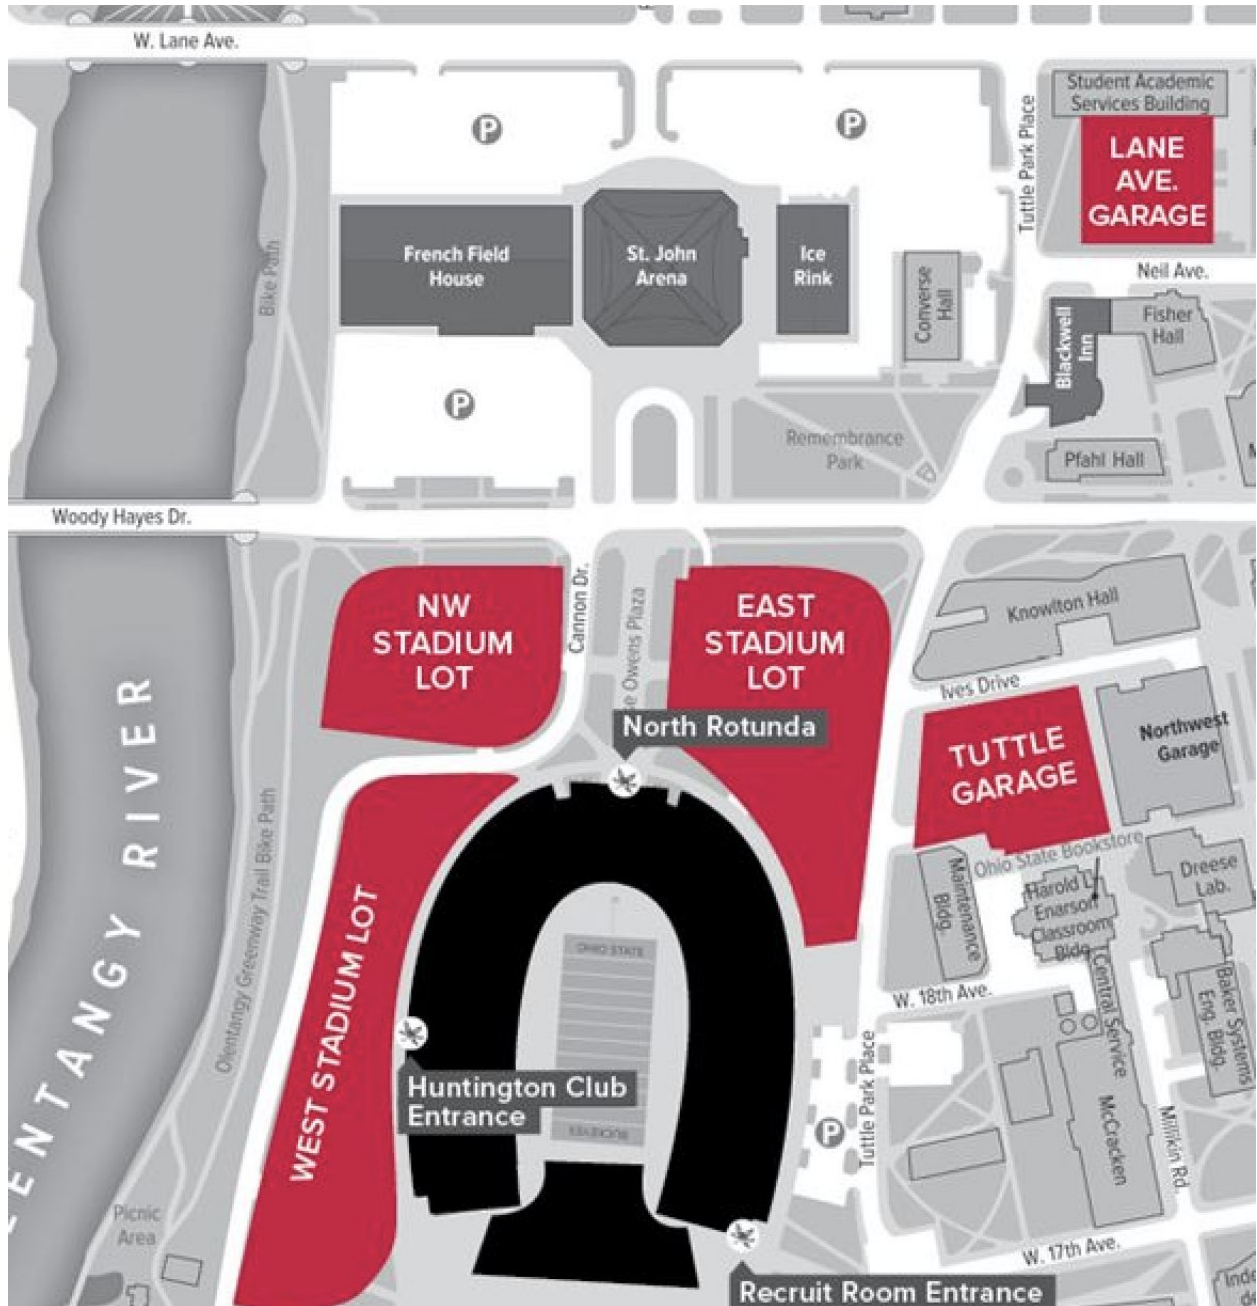 W. Lane Ave.
Student Academic
Services Building
P
P
Tuttle Park Place
LANE
AVE.
GARAGE
French Field
House
St. John
Arena
Ice
Rink
Bike Path
Converse
Hall
Neil Ave.
Fisher
Hall
Blackwell
Inn
P
Remembrance
Park
Pfahl Hall
Woody Hayes Dr.
NW
STADIUM
LOT
Cannon Dr.
Owens Plaza
EAST
STADIUM
LOT
Knowlton Hall
Ives Drive
North Rotunda
TUTTLE
GARAGE
Northwest
Garage
ENTANGY RIVER
Olentangy Greenway Trail Bike Path
WEST STADIUM LOT
Ohio State Bookstore
Maintenance
Bldg.
Harold L.
Enarson
Classroom
Bldg.
Dreese
Lab.
OHIO STATE
W. 18th Ave.
Central Service
Baker Systems
Eng. Bldg.
Huntington Club
Entrance
BUCKEYES
P
Tuttle Park Place
McCracken
Millikin Rd.
Picnic
Area
W. 17th Ave.
Recruit Room Entrance